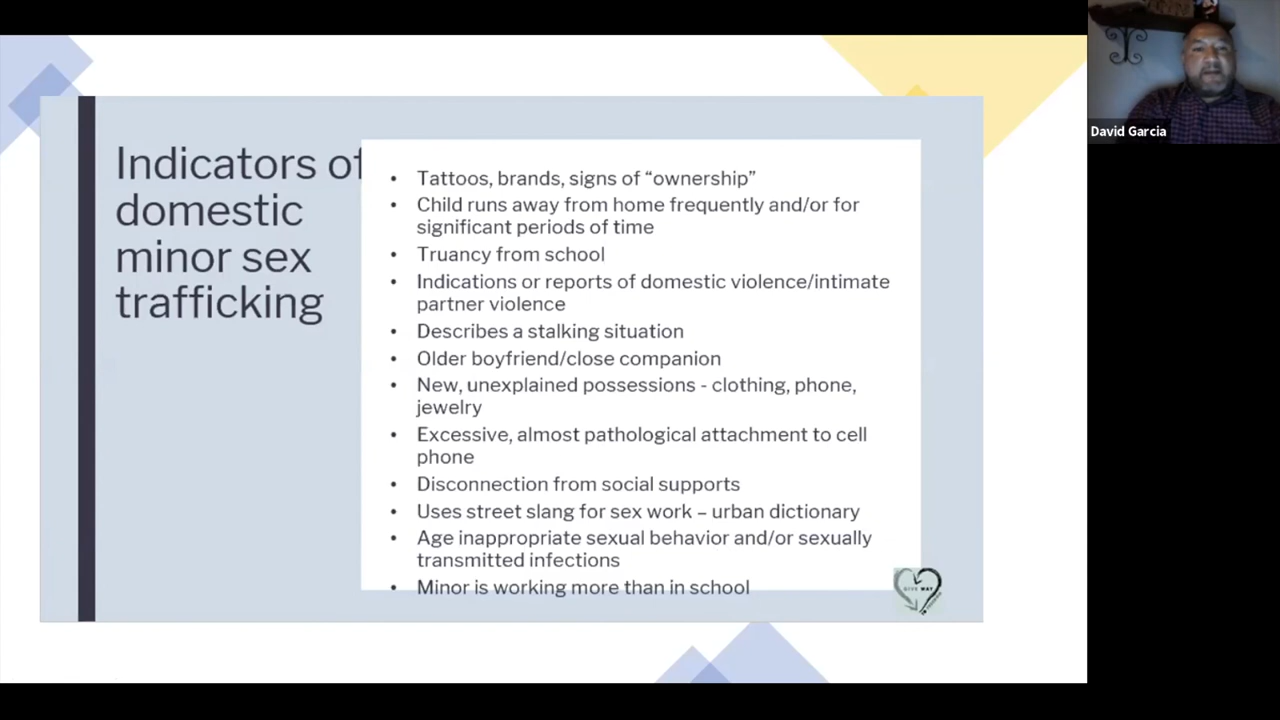 David Garcia
Indicators of
domestic
minor sex
trafficking
• Tattoos, brands, signs of “ownership”
• Child runs away from home frequently and/or for
significant periods of time
• Truancy from school
• Indications or reports of domestic violence/intimate
partner violence
• Describes a stalking situation
• Older boyfriend/close companion
• New, unexplained possessions - clothing, phone,
jewelry
• Excessive, almost pathological attachment to cell
phone
• Disconnection from social supports
• Uses street slang for sex work – urban dictionary
• Age inappropriate sexual behavior and/or sexually
transmitted infections
• Minor is working more than in school
GIVE WAY